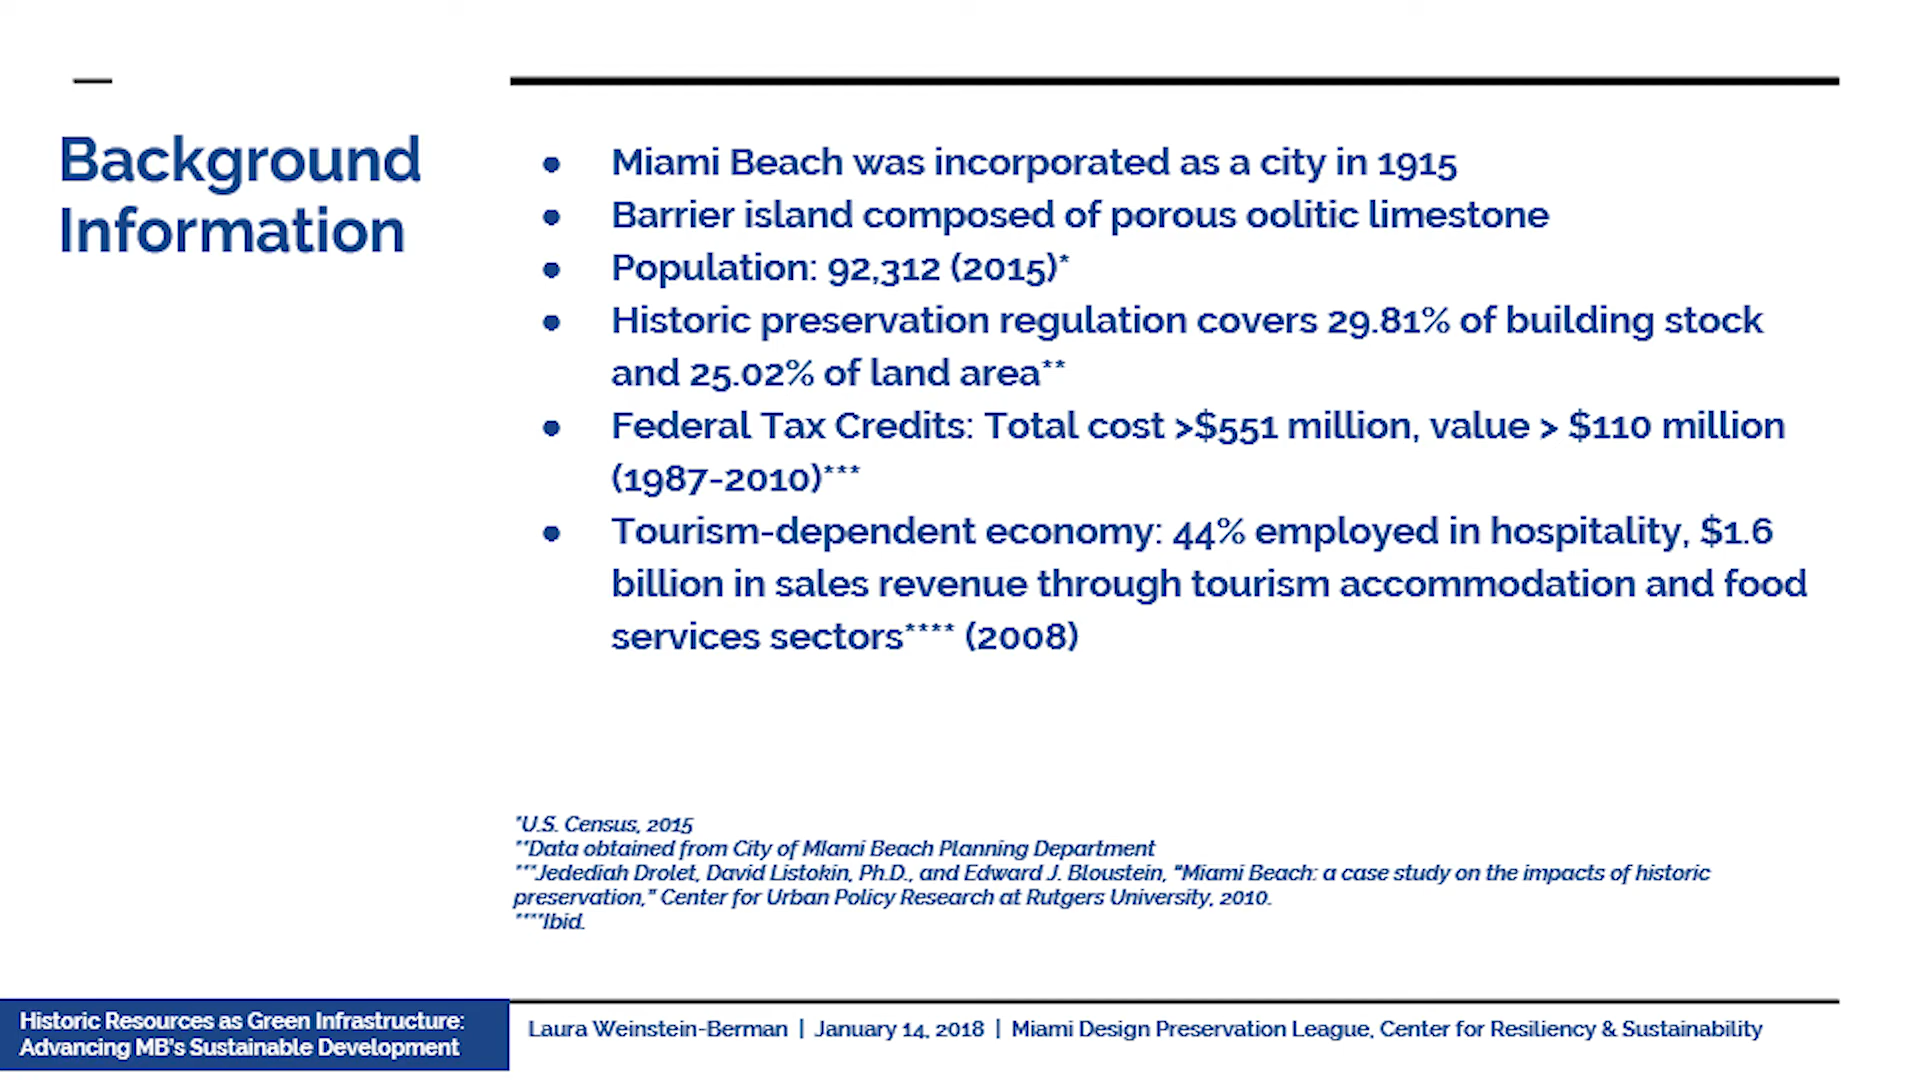 Background
Information
● Miami Beach was incorporated as a city in 1915
● Barrier island composed of porous oolitic limestone
● Population: 92,312 (2015)*
● Historic preservation regulation covers 29.81% of building stock
and 25.02% of land area**
● Federal Tax Credits: Total cost >$551 million, value > $110 million
(1987-2010)***
● Tourism-dependent economy: 44% employed in hospitality, $1.6
billion in sales revenue through tourism accommodation and food
services sectors**** (2008)
*U.S. Census, 2015
**Data obtained from City of MIami Beach Planning Department
***Jedediah Drolet, David Listokin, Ph.D., and Edward J. Bloustein, “Miami Beach: a case study on the impacts of historic
preservation,” Center for Urban Policy Research at Rutgers University, 2010.
****Ibid.
Historic Resources as Green Infrastructure:
Advancing MB's Sustainable Development
Laura Weinstein-Berman | January 14, 2018 | Miami Design Preservation League, Center for Resiliency & Sustainability